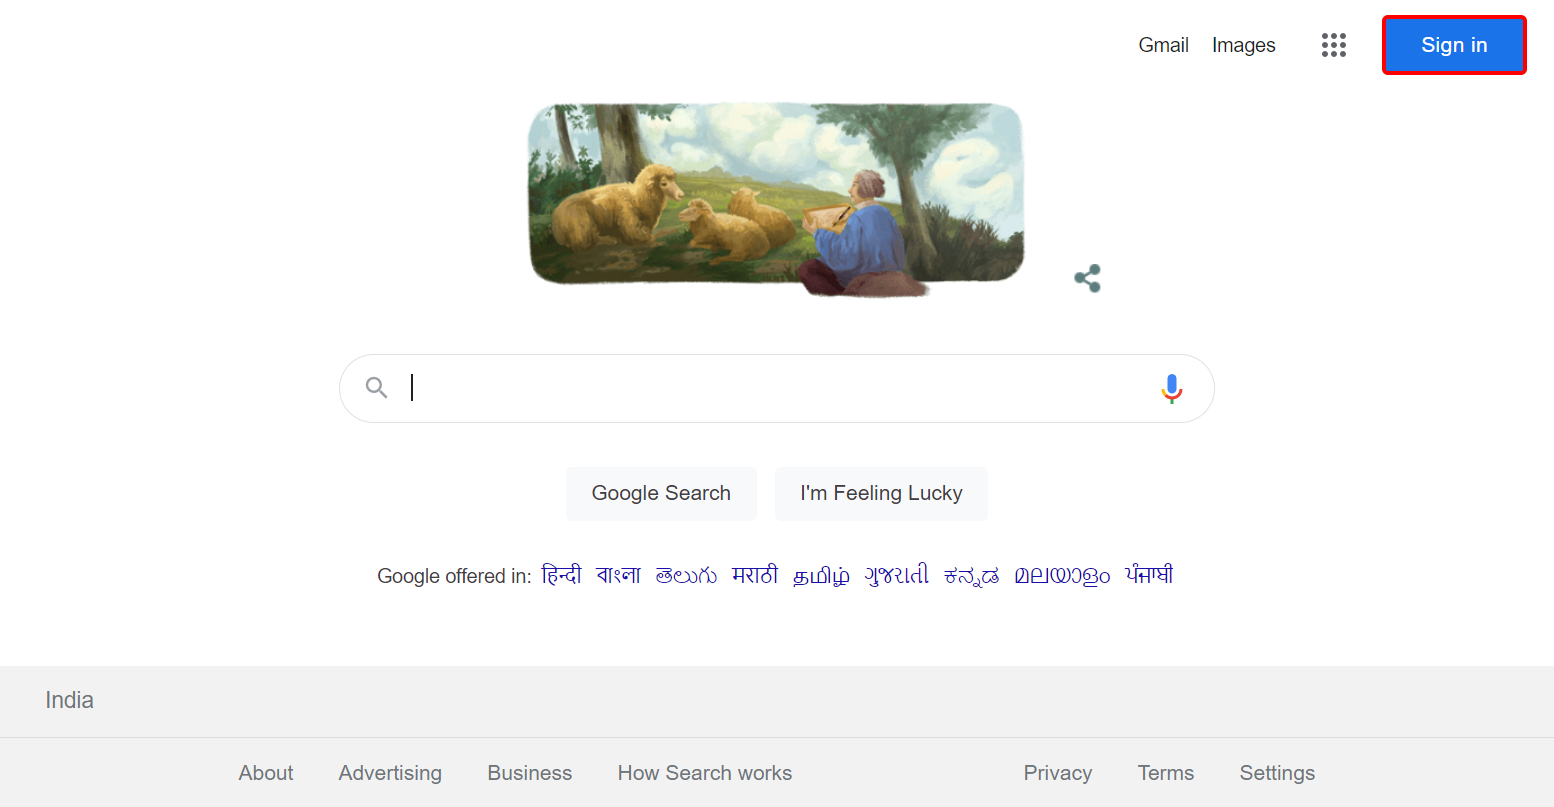 Gmail Images Sign in
Google Search I'm Feeling Lucky
Google offered in: हिन्दी বাংলা తెలుగు मराठी தமிழ் ગુજરાતી ಕನ್ನಡ മലയാളം ਪੰਜਾਬੀ
India
About Advertising Business How Search works Privacy Terms Settings